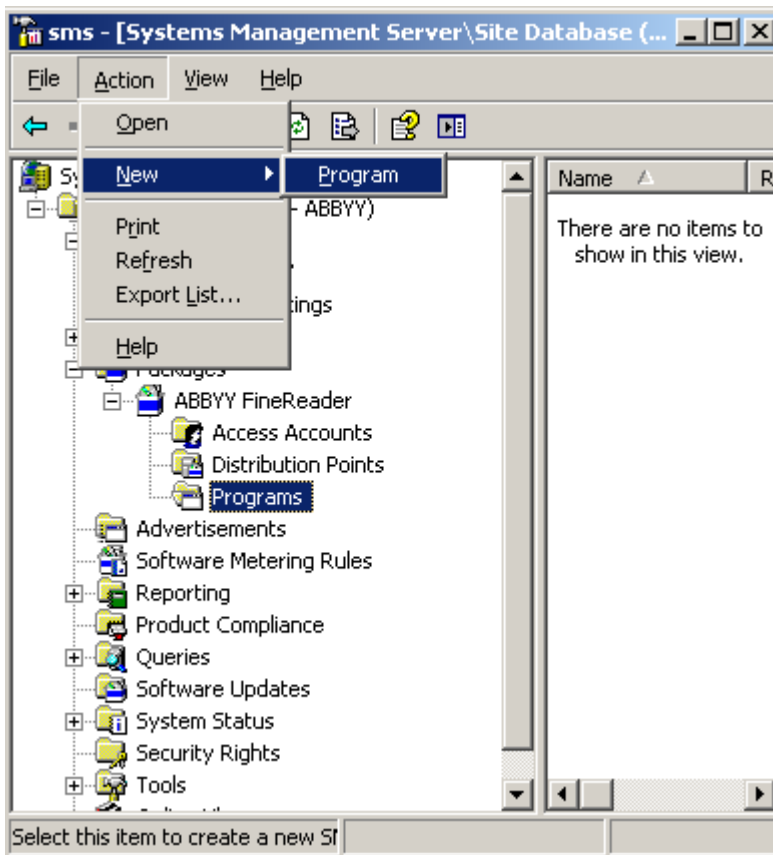 sms - [Systems Management Server\Site Database (...
File Action View Help
Open
New
Program
Print
Refresh
Export List...
Help
Name
There are no items to
show in this view.
- ABBYY)
Packages
ABBYY FineReader
Access Accounts
Distribution Points
Programs
Advertisements
Software Metering Rules
Reporting
Product Compliance
Queries
Software Updates
System Status
Security Rights
Tools
Select this item to create a new